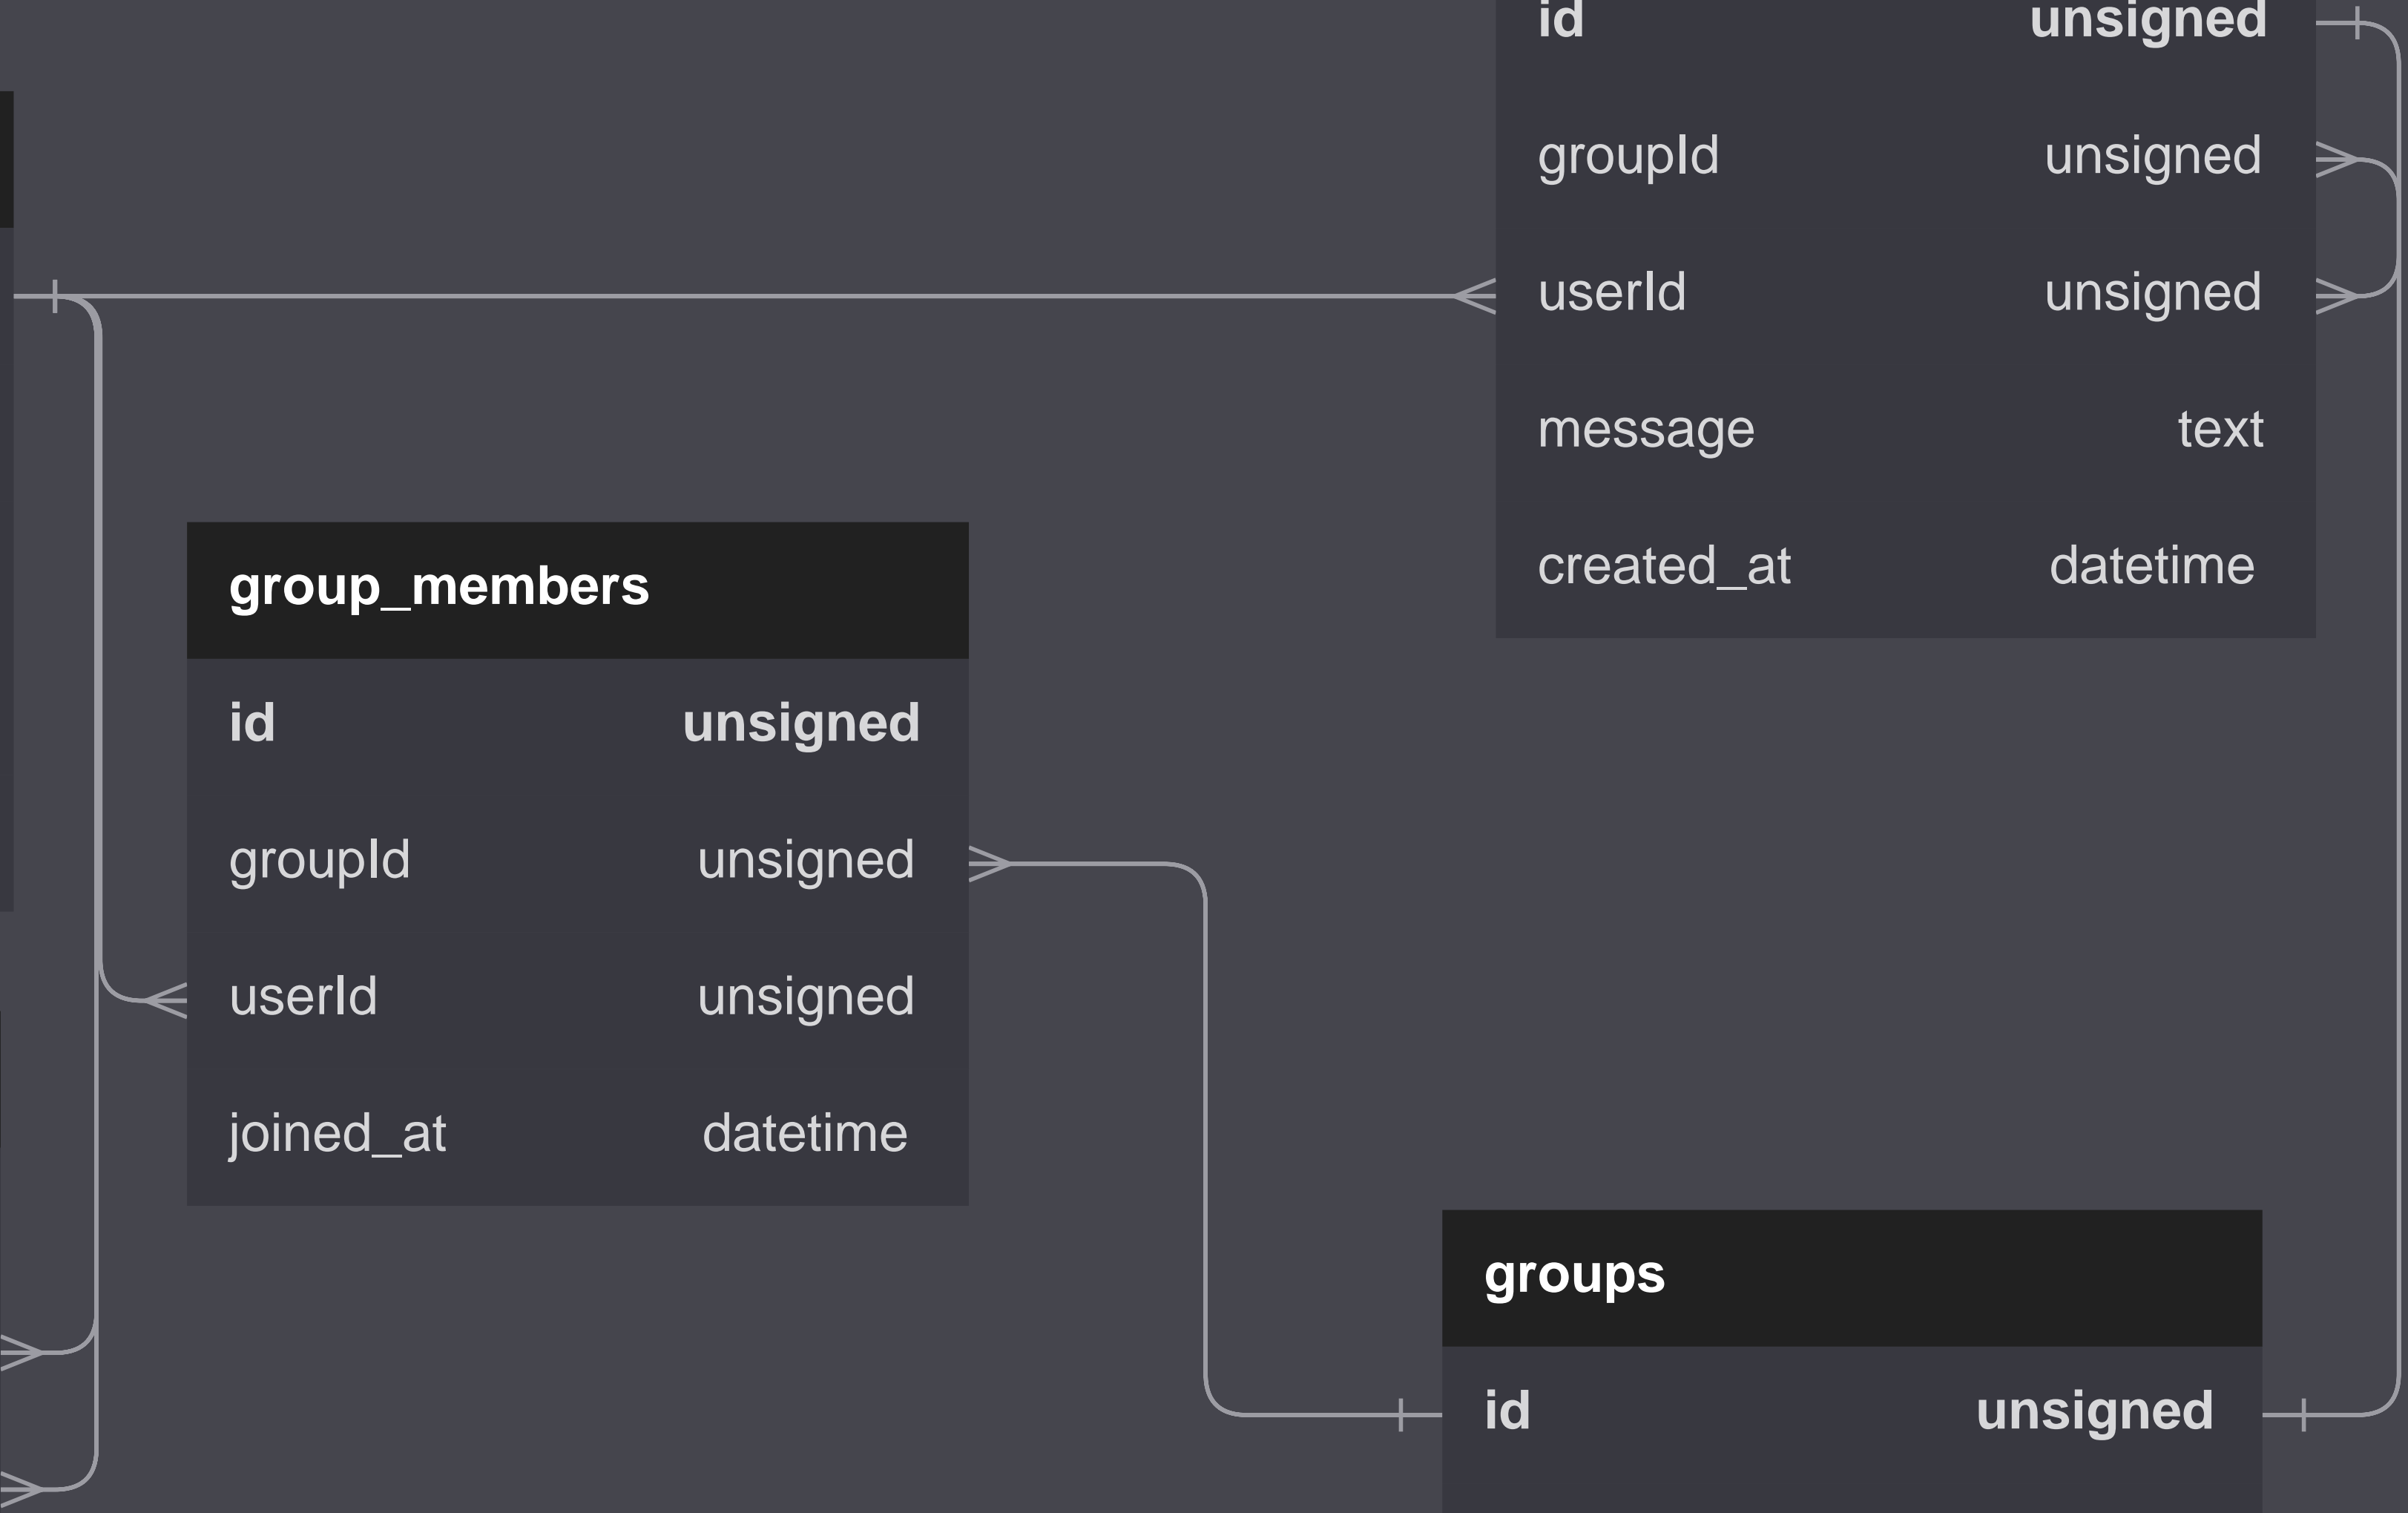 id unsigned
groupId unsigned
userId unsigned
message text
created_at datetime
group_members
id unsigned
groupId unsigned
userId unsigned
joined_at datetime
groups
id unsigned